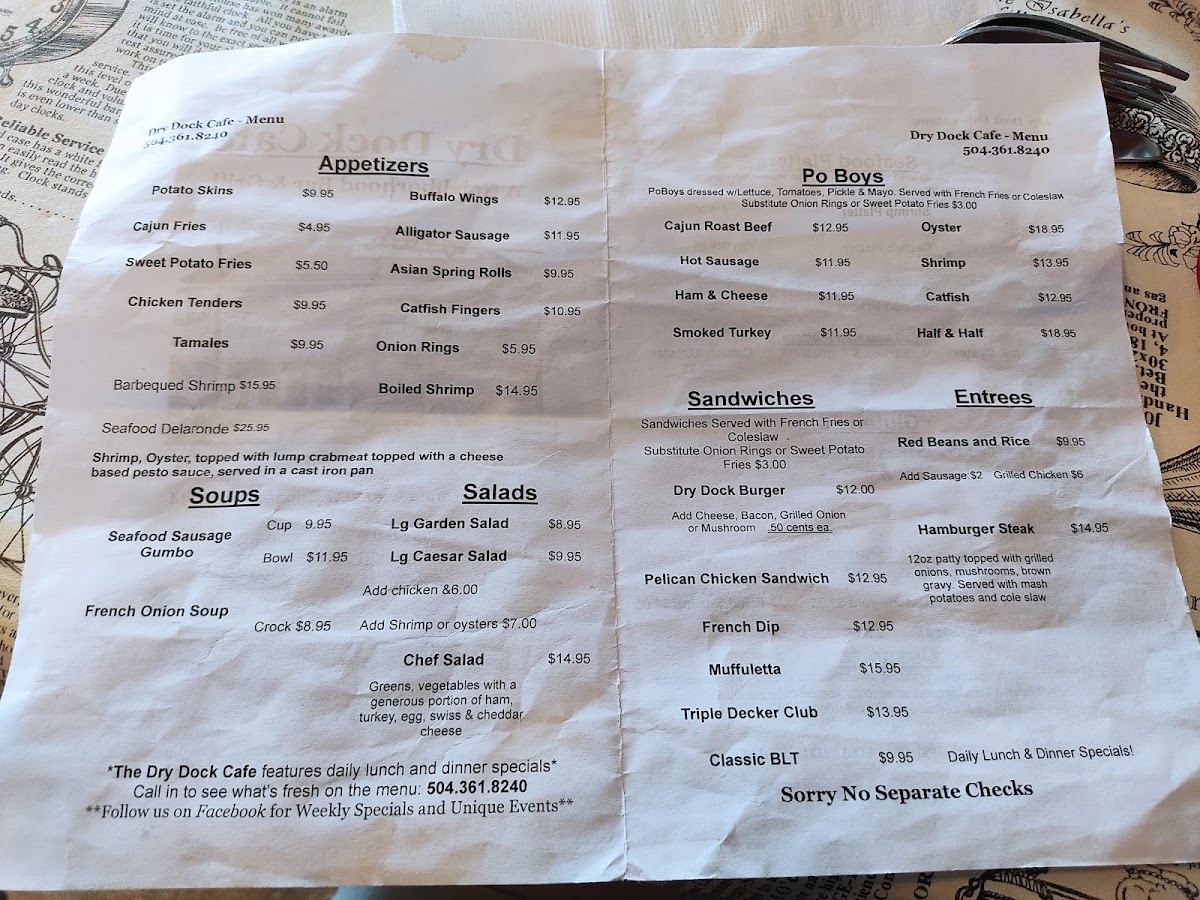 Dry Dock Cafe - Menu
504.361.8240
Appetizers
Potato Skins $9.95
Buffalo Wings $12.95
Cajun Fries $4.95
Alligator Sausage $11.95
Sweet Potato Fries $5.50
Asian Spring Rolls $9.95
Chicken Tenders $9.95
Catfish Fingers $10.95
Tamales $9.95
Onion Rings $5.95
Barbequed Shrimp $15.95
Boiled Shrimp $14.95
Seafood Delaronde $25.95
Shrimp, Oyster, topped with lump crabmeat topped with a cheese
based pesto sauce, served in a cast iron pan
Soups
Seafood Sausage
Gumbo
Cup 9.95
Bowl $11.95
French Onion Soup
Crock $8.95
Salads
Lg Garden Salad $8.95
Lg Caesar Salad $9.95
Add chicken &6.00
Add Shrimp or oysters $7.00
Chef Salad $14.95
Greens, vegetables with a
generous portion of ham,
turkey, egg, swiss & cheddar
cheese
*The Dry Dock Cafe features daily lunch and dinner specials*
Call in to see what's fresh on the menu: 504.361.8240
**Follow us on Facebook for Weekly Specials and Unique Events**
Dry Dock Cafe - Menu
504.361.8240
Po Boys
PoBoys dressed w/Lettuce, Tomatoes, Pickle & Mayo. Served with French Fries or Coleslaw
Substitute Onion Rings or Sweet Potato Fries $3.00
Cajun Roast Beef $12.95
Oyster $18.95
Hot Sausage $11.95
Shrimp $13.95
Ham & Cheese $11.95
Catfish $12.95
Smoked Turkey $11.95
Half & Half $18.95
Sandwiches
Sandwiches Served with French Fries or
Coleslaw .
Substitute Onion Rings or Sweet Potato
Fries $3.00
Dry Dock Burger $12.00
Add Cheese, Bacon, Grilled Onion
or Mushroom .50 cents ea.
Pelican Chicken Sandwich $12.95
French Dip $12.95
Muffuletta $15.95
Triple Decker Club $13.95
Classic BLT $9.95
Entrees
Red Beans and Rice $9.95
Add Sausage $2 Grilled Chicken $6
Hamburger Steak $14.95
12oz patty topped with grilled
onions, mushrooms, brown
gravy. Served with mash
potatoes and cole slaw
Daily Lunch & Dinner Specials!
Sorry No Separate Checks
Reliable Service
Isabella's